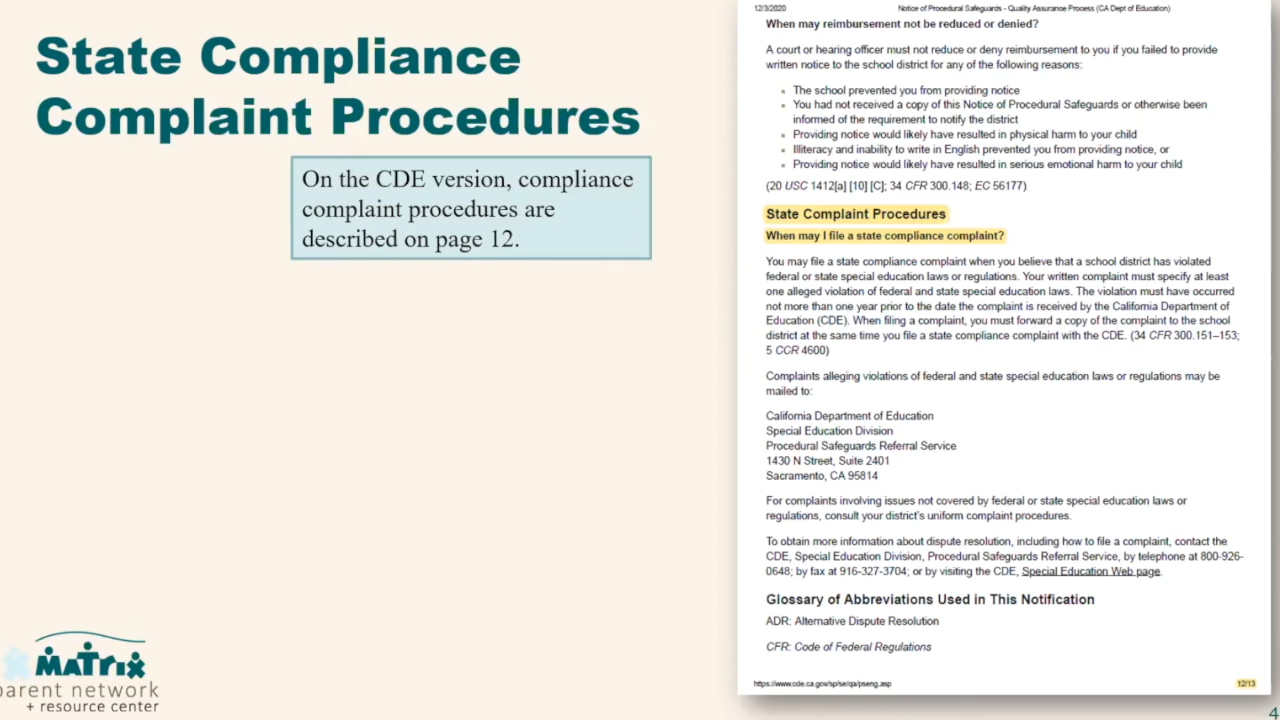 State Compliance
Complaint Procedures
On the CDE version, compliance
complaint procedures are
described on page 12.
12/3/2020
Notice of Procedural Safeguards - Quality Assurance Process (CA Dept of Education)
When may reimbursement not be reduced or denied?
A court or hearing officer must not reduce or deny reimbursement to you if you failed to provide
written notice to the school district for any of the following reasons:
The school prevented you from providing notice
You had not received a copy of this Notice of Procedural Safeguards or otherwise been
informed of the requirement to notify the district
Providing notice would likely have resulted in physical harm to your child
Illiteracy and inability to write in English prevented you from providing notice, or
Providing notice would likely have resulted in serious emotional harm to your child
(20 USC 1412[a] [10] [C]; 34 CFR 300.148; EC 56177)
State Complaint Procedures
When may I file a state compliance complaint?
You may file a state compliance complaint when you believe that a school district has violated
federal or state special education laws or regulations. Your written complaint must specify at least
one alleged violation of federal and state special education laws. The violation must have occurred
not more than one year prior to the date the complaint is received by the California Department of
Education (CDE). When filing a complaint, you must forward a copy of the complaint to the school
district at the same time you file a state compliance complaint with the CDE. (34 CFR 300.151–153;
5 CCR 4600)
Complaints alleging violations of federal and state special education laws or regulations may be
mailed to:
California Department of Education
Special Education Division
Procedural Safeguards Referral Service
1430 N Street, Suite 2401
Sacramento, CA 95814
For complaints involving issues not covered by federal or state special education laws or
regulations, consult your district's uniform complaint procedures.
To obtain more information about dispute resolution, including how to file a complaint, contact the
CDE, Special Education Division, Procedural Safeguards Referral Service, by telephone at 800-926-
0648; by fax at 916-327-3704; or by visiting the CDE, Special Education Web page.
Glossary of Abbreviations Used in This Notification
ADR: Alternative Dispute Resolution
CFR: Code of Federal Regulations
https://www.cde.ca.gov/sp/se/qa/pseng.asp
12/13
MATRIX
parent network
+ resource center
4